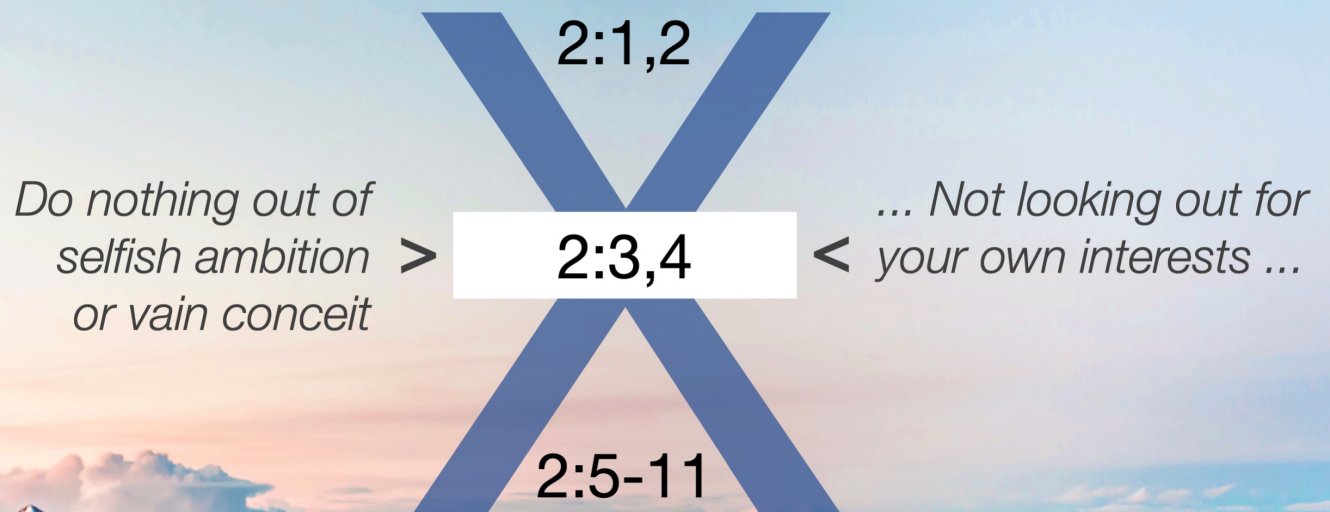 2:1,2
Do nothing out of
selfish ambition
or vain conceit
>
2:3,4
<
... Not looking out for
your own interests ...
2:5-11